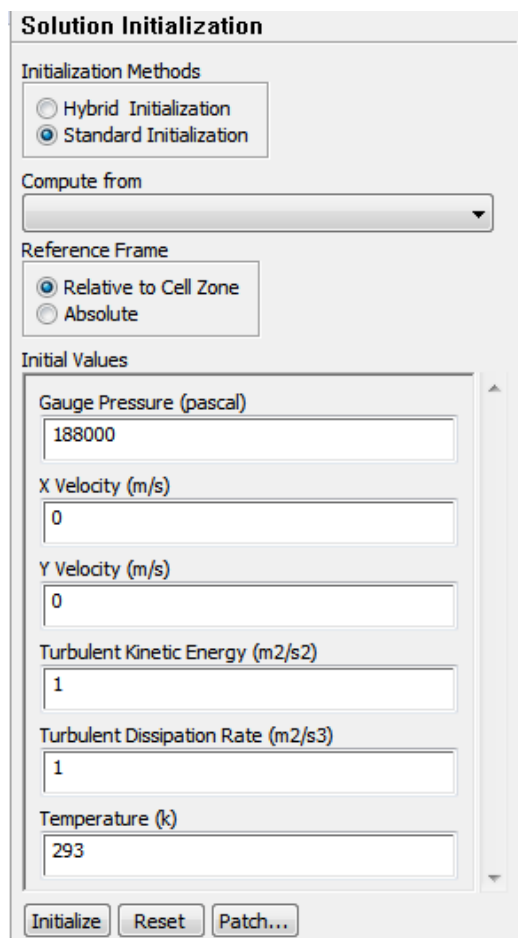 Solution Initialization
Initialization Methods
Hybrid Initialization
Standard Initialization
Compute from
Reference Frame
Relative to Cell Zone
Absolute
Initial Values
Gauge Pressure (pascal)
188000
X Velocity (m/s)
0
Y Velocity (m/s)
0
Turbulent Kinetic Energy (m2/s2)
1
Turbulent Dissipation Rate (m2/s3)
1
Temperature (k)
293
Initialize Reset Patch...